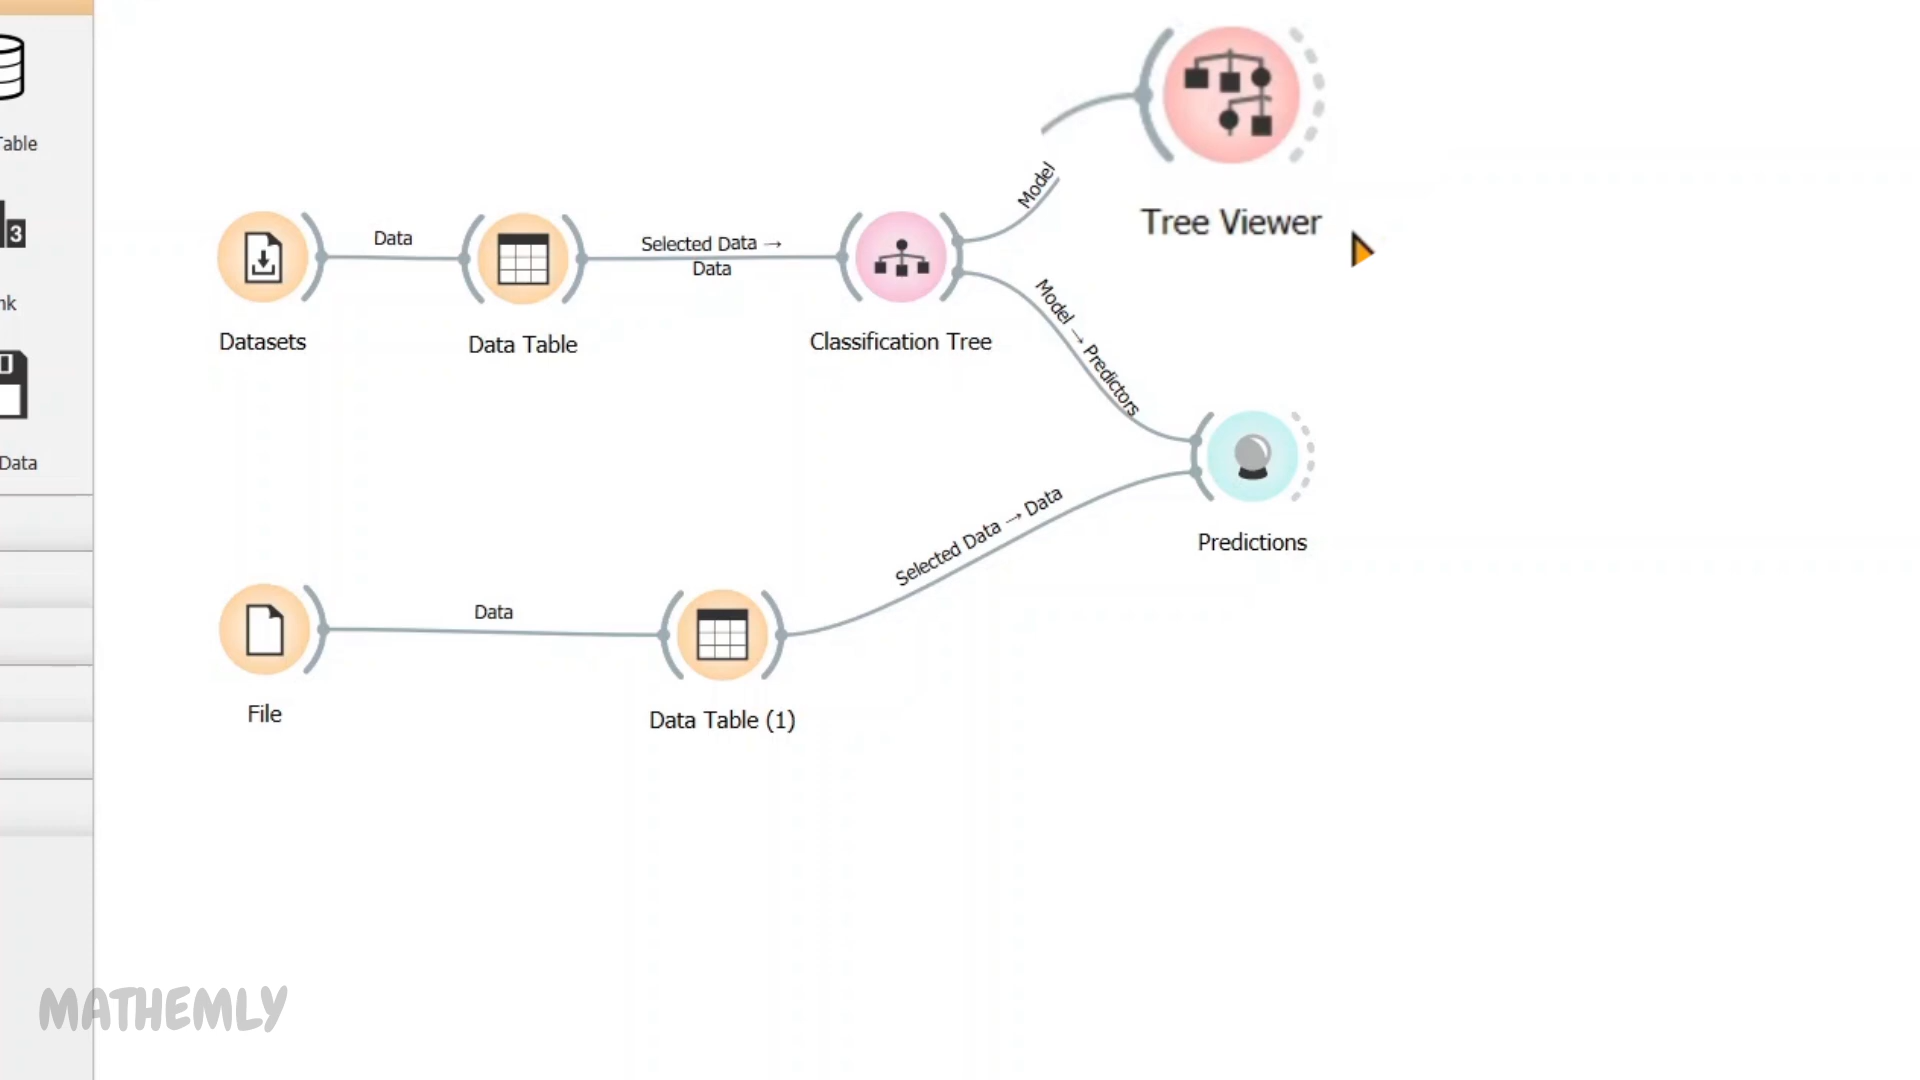 Table
3
nk
Data
Tree Viewer
Model
Data
Selected Data →
Data
Datasets
Data Table
Classification Tree
Model → Predictors
Selected Data → Data
Predictions
Data
File
Data Table (1)
MATHEMLY